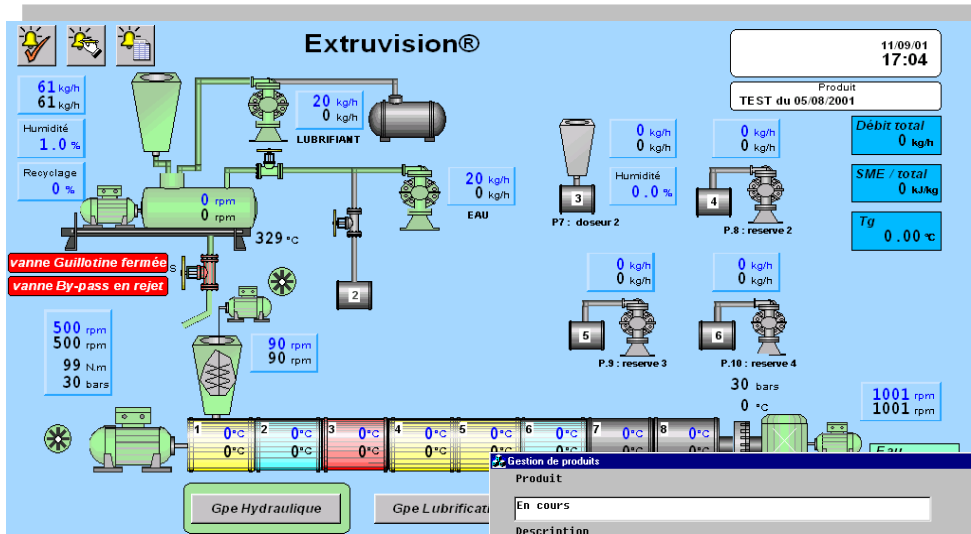 Extruvision®
11/09/01
17:04
Produit
TEST du 05/08/2001
61 kg/h
61 kg/h
Humidité
1.0 %
Recyclage
0 %
20 kg/h
0 kg/h
LUBRIFIANT
0 rpm
0 rpm
329 °C
20 kg/h
0 kg/h
EAU
0 kg/h
0 kg/h
Humidité
0.0 %
3
P7 : doseur 2
0 kg/h
0 kg/h
4
P.8 : reserve 2
Débit total
0 kg/h
SME / total
0 kJ/kg
Tg
0.00 °C
vanne Guillotine fermée
S
vanne By-pass en rejet
2
0 kg/h
0 kg/h
5
P.9 : reserve 3
0 kg/h
0 kg/h
6
P.10 : reserve 4
500 rpm
500 rpm
99 N.m
30 bars
90 rpm
90 rpm
30 bars
0 °C
1001 rpm
1001 rpm
1 0°C 2 0°C 3 0°C 4 0°C 5 0°C 6 0°C 7 0°C 8 0°C
0°C 0°C 0°C 0°C 0°C 0°C 0°C 0°C
Eau
Gpe Hydraulique
Gpe Lubrificati
Gestion de produits
Produit
En cours
Description